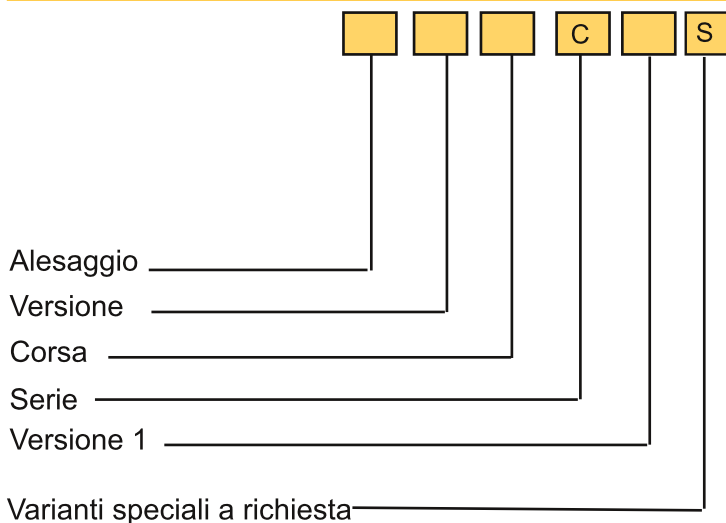 C S
Alesaggio
Versione
Corsa
Serie
Versione 1
Varianti speciali a richiesta